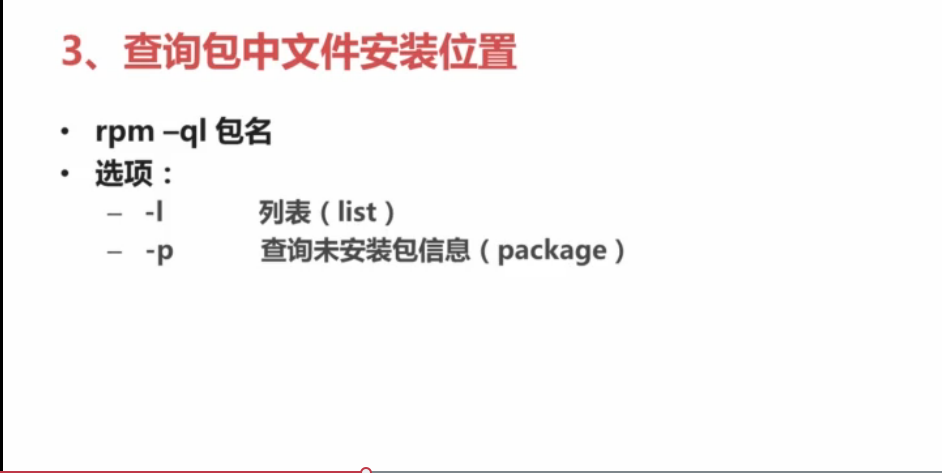 3、查询包中文件安装位置
• rpm –ql 包名
• 选项：
– -l 列表（list）
– -p 查询未安装包信息（package）